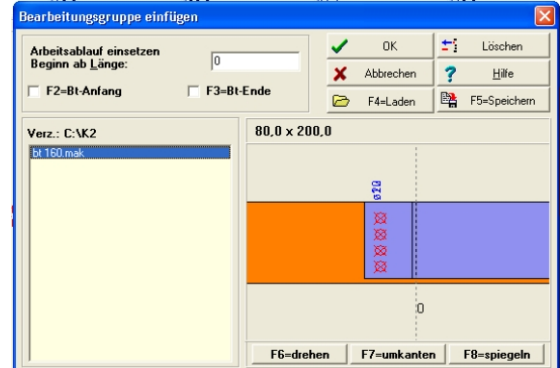 Bearbeitungsgruppe einfügen
Arbeitsablauf einsetzen
Beginn ab Länge:
0
F2=Bt-Anfang
F3=Bt-Ende
OK
Löschen
Abbrechen
Hilfe
F4=Laden
F5=Speichern
Verz.: C:\K2
bt 160.mak
80,0 x 200,0
0
F6=drehen
F7=umkanten
F8=spiegeln